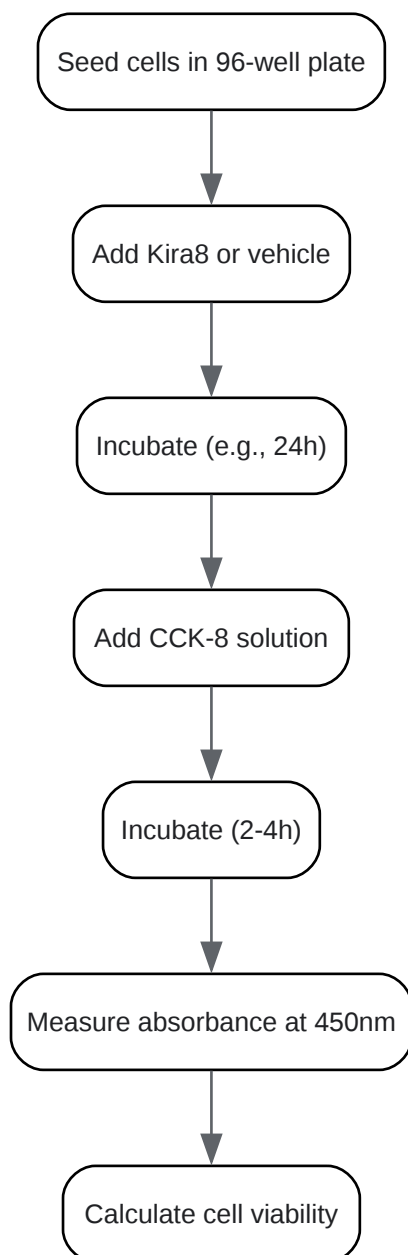 Seed cells in 96-well plate
Add Kira8 or vehicle
Incubate (e.g., 24h)
Add CCK-8 solution
Incubate (2-4h)
Measure absorbance at 450nm
Calculate cell viability